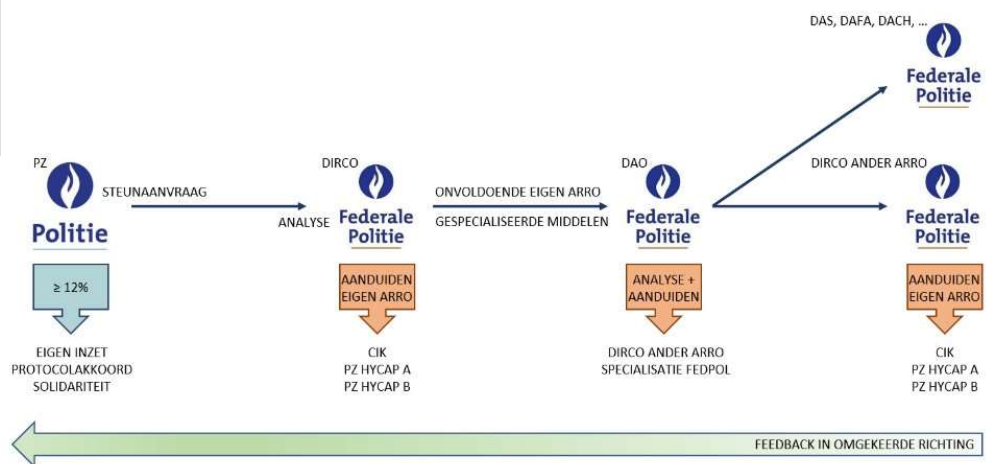 DAS, DAFA, DACH, ...
Federale
Politie
PZ
Politie
STEUNAANVRAAG
ANALYSE
DIRCO
Federale
Politie
ONVOLDOENDE EIGEN ARRO
GESPECIALISEERDE MIDDELEN
DAO
Federale
Politie
DIRCO ANDER ARRO
Federale
Politie
≥ 12%
EIGEN INZET
PROTOCOLAKKOORD
SOLIDARITEIT
AANDUIDEN
EIGEN ARRO
CIK
PZ HYCAP A
PZ HYCAP B
ANALYSE +
AANDUIDEN
DIRCO ANDER ARRO
SPECIALISATIE FEDPOL
AANDUIDEN
EIGEN ARRO
CIK
PZ HYCAP A
PZ HYCAP B
FEEDBACK IN OMGEKEERDE RICHTING